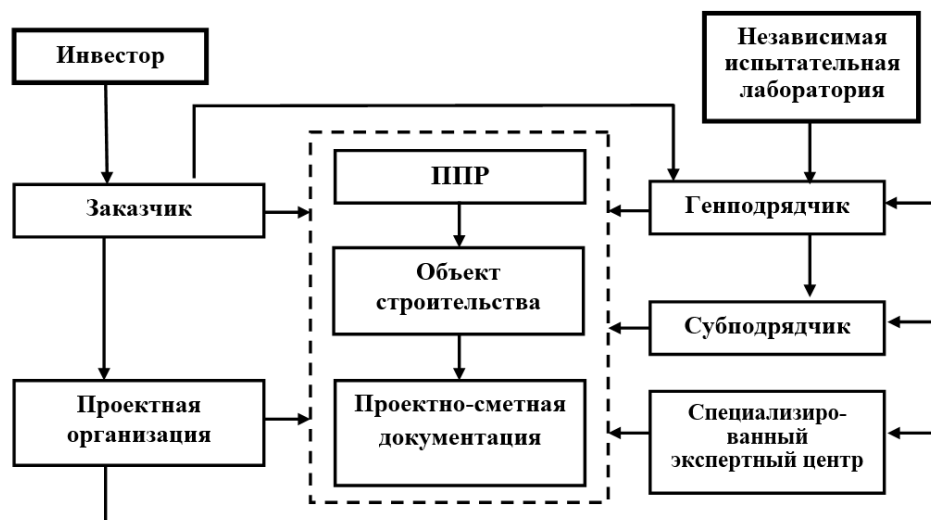 Инвестор
Независимая
испытательная
лаборатория
Заказчик
ППР
Генподрядчик
Объект
строительства
Субподрядчик
Проектная
организация
Проектно-сметная
документация
Специализиро-
ванный
экспертный центр